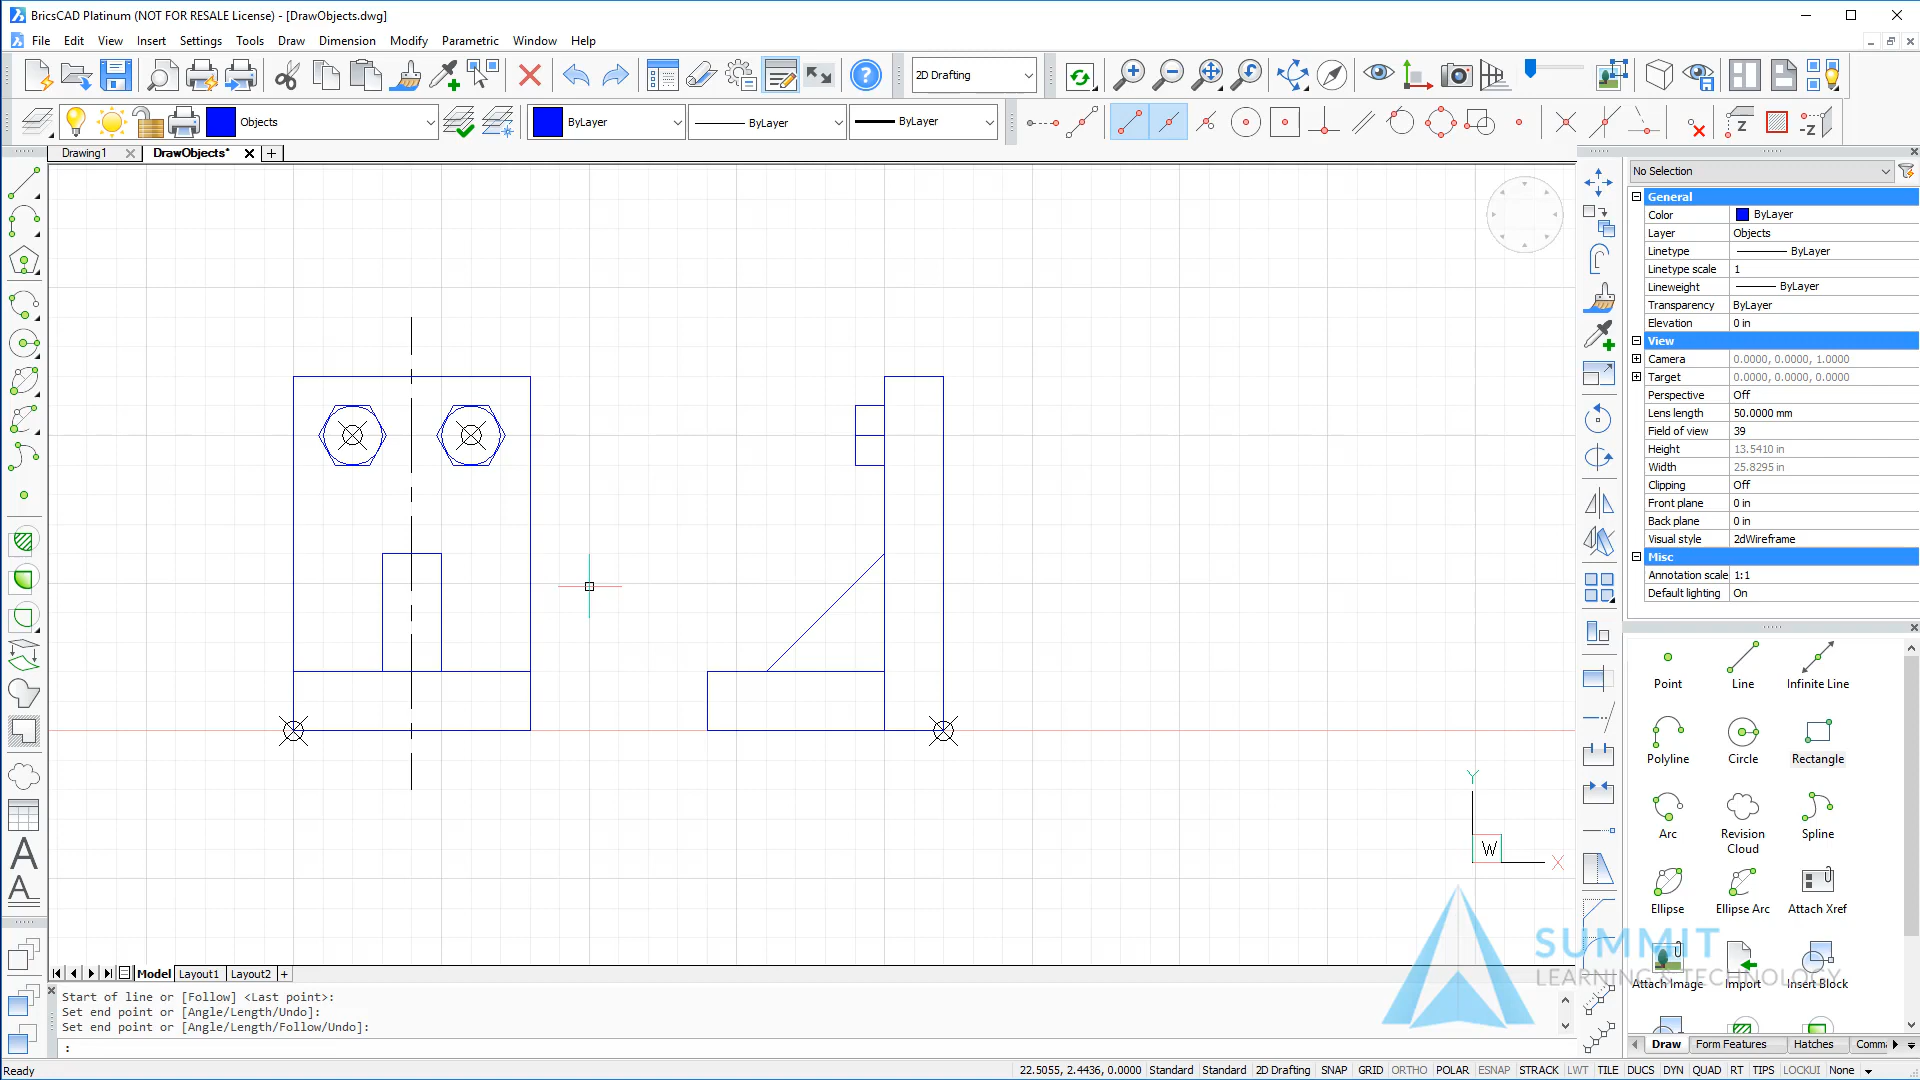 BricsCAD Platinum (NOT FOR RESALE License) - [DrawObjects.dwg]
File Edit View Insert Settings Tools Draw Dimension Modify Parametric Window Help
2D Drafting
Objects
ByLayer
ByLayer
ByLayer
Drawing1
DrawObjects*
No Selection
General
Color ByLayer
Layer Objects
Linetype ByLayer
Linetype scale 1
Lineweight ByLayer
Transparency ByLayer
Elevation 0 in
View
Camera 0.0000, 0.0000, 1.0000
Target 0.0000, 0.0000, 0.0000
Perspective Off
Lens length 50.0000 mm
Field of view 39
Height 13.5410 in
Width 25.8295 in
Clipping Off
Front plane 0 in
Back plane 0 in
Visual style 2dWireframe
Misc
Annotation scale 1:1
Default lighting On
Point Line Infinite Line
Polyline Circle Rectangle
Arc Revision Cloud Spline
Ellipse Ellipse Arc Attach Xref
Attach Image Import Insert Block
Draw Form Features Hatches Comma
Y
W
X
SUMMIT
LEARNING & TECHNOLOGY
Model Layout1 Layout2 +
Start of line or [Follow] <Last point>:
Set end point or [Angle/Length/Undo]:
Set end point or [Angle/Length/Follow/Undo]:
:
Ready
22.5055, 2.4436, 0.0000 Standard Standard 2D Drafting SNAP GRID ORTHO POLAR ESNAP STRACK LWT TILE DUCS DYN QUAD RT TIPS LOCKUI None